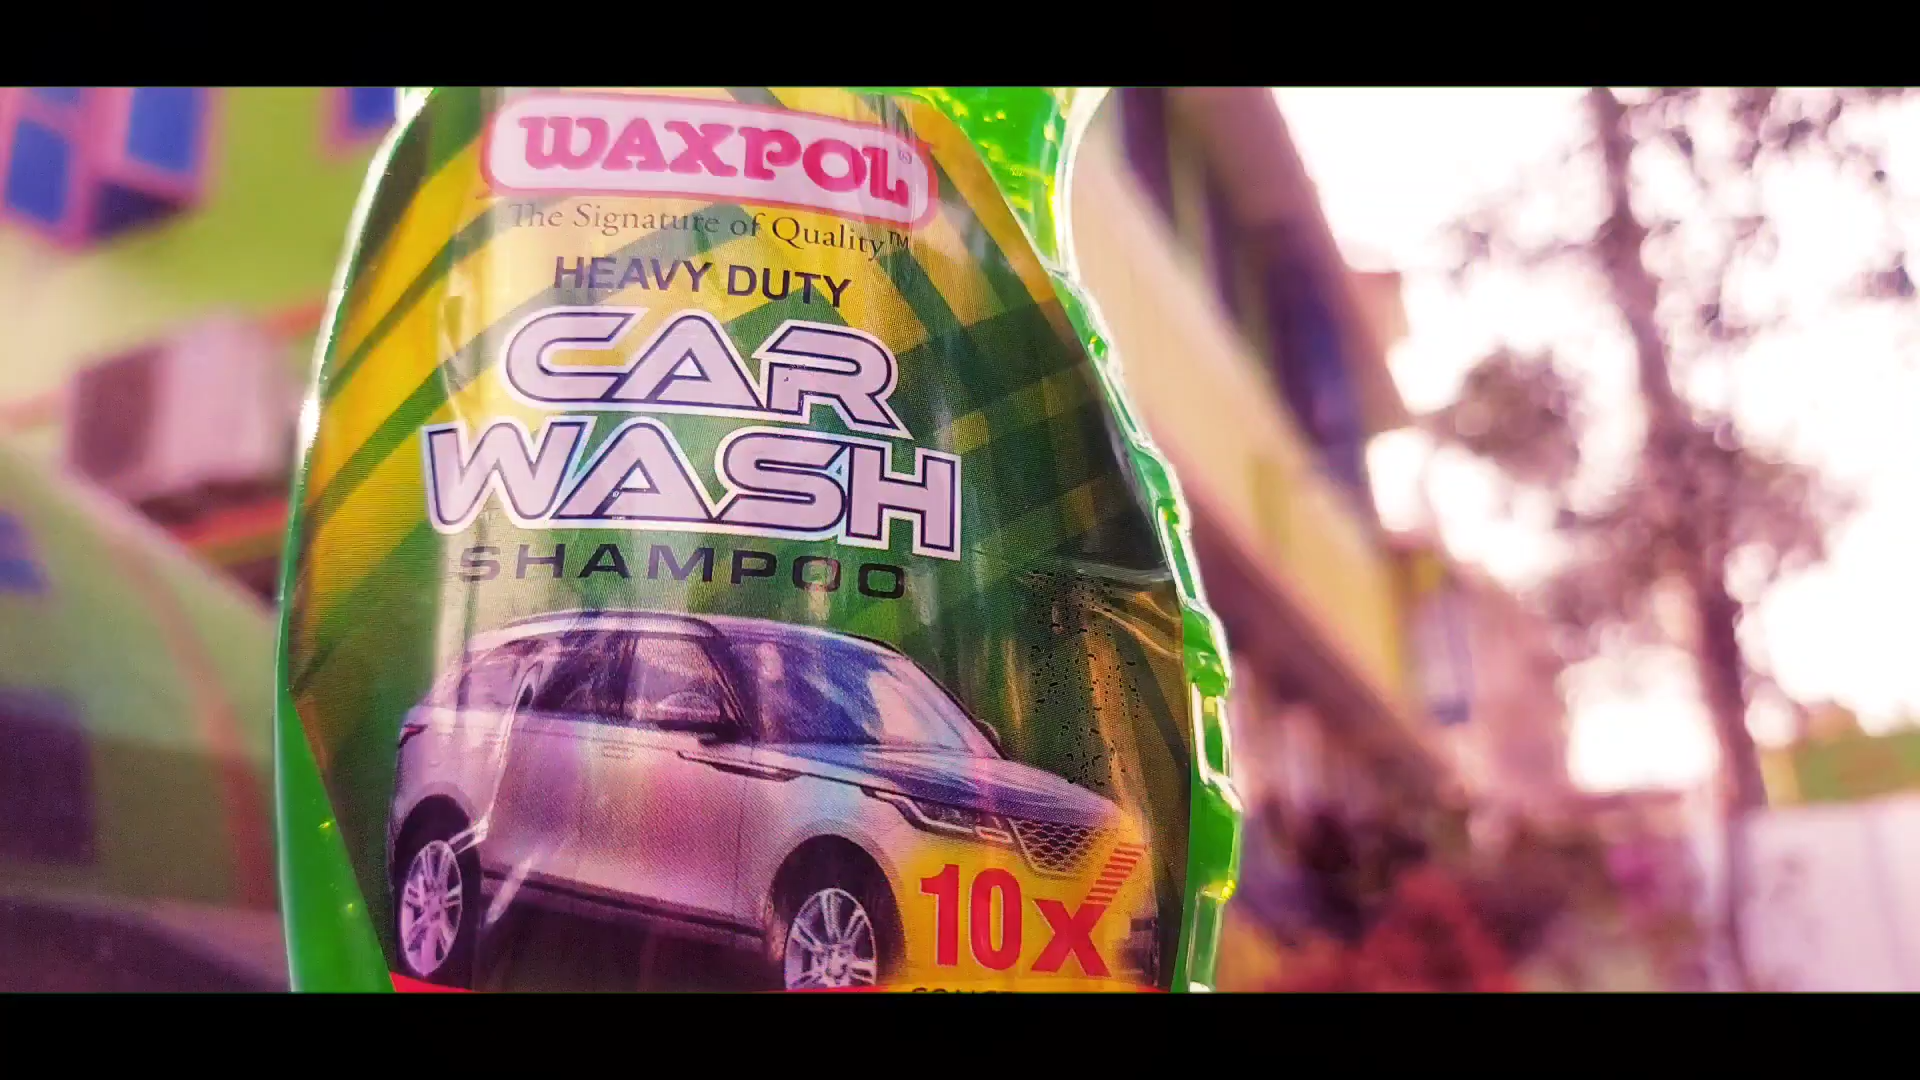 WAXPOL®
The Signature of Quality™
HEAVY DUTY
CAR
WASH
SHAMPOO
10X